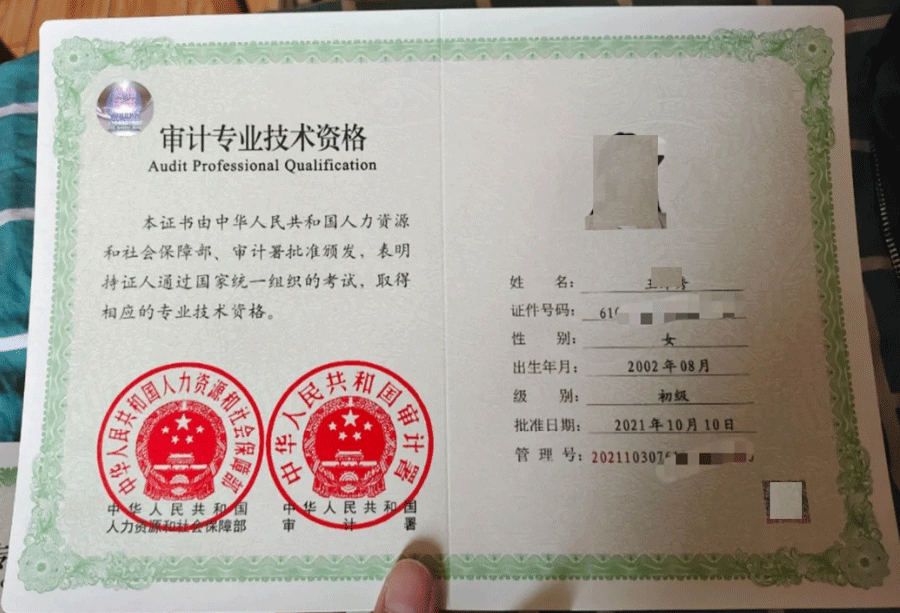 审计专业技术资格
Audit Professional Qualification
本证书由中华人民共和国人力资源
和社会保障部、审计署批准颁发，表明
持证人通过国家统一组织的考试，取得
相应的专业技术资格。
中华人民共和国人力资源和社会保障部
中华人民共和国审计署
中华人民共和国
人力资源和社会保障部
中华人民共和国
审计署
姓 名：
证件号码：61
性 别：女
出生年月：2002年08月
级 别：初级
批准日期：2021年10月10日
管 理 号：2021103076